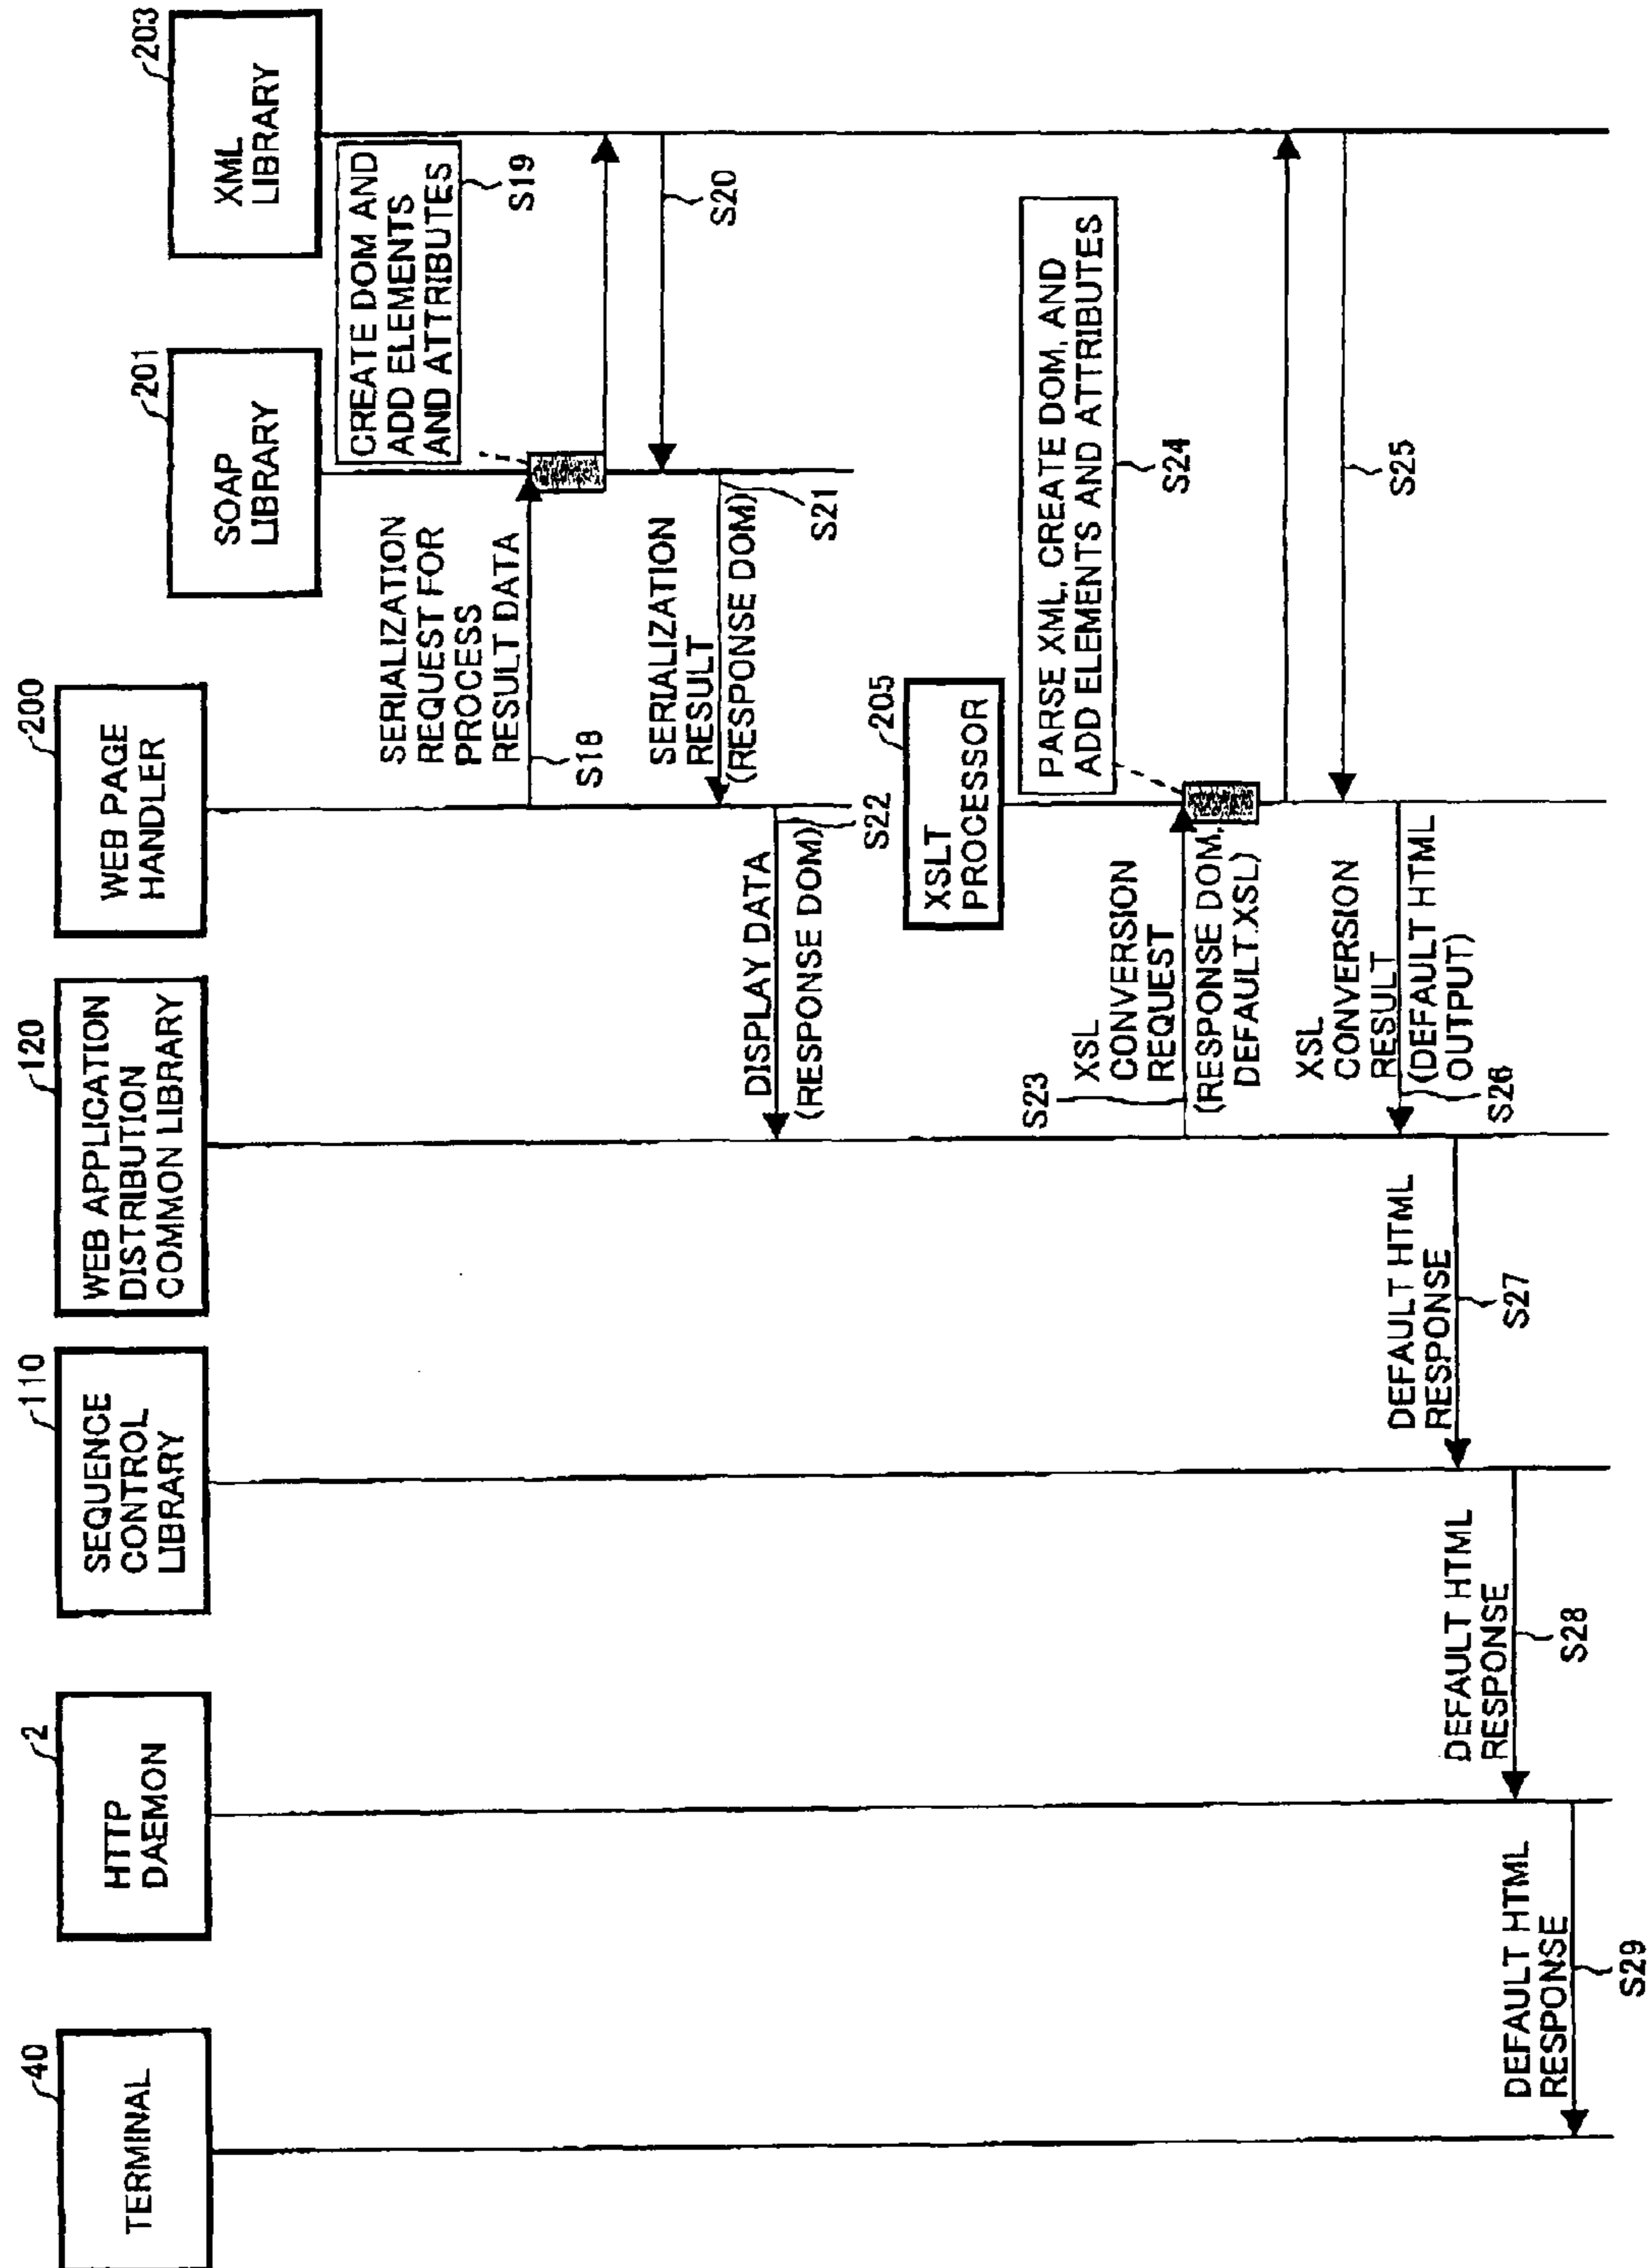 40
TERMINAL
2
HTTP
DAEMON
110
SEQUENCE
CONTROL
LIBRARY
120
WEB APPLICATION
DISTRIBUTION
COMMON LIBRARY
200
WEB PAGE
HANDLER
201
SOAP
LIBRARY
203
XML
LIBRARY
SERIALIZATION
REQUEST FOR
PROCESS
RESULT DATA
S18
CREATE DOM AND
ADD ELEMENTS
AND ATTRIBUTES
S19
S20
SERIALIZATION
RESULT
(RESPONSE DOM)
S21
DISPLAY DATA
(RESPONSE DOM)
S22
205
XSLT
PROCESSOR
S23
XSL
CONVERSION
REQUEST
(RESPONSE DOM,
DEFAULT.XSL)
PARSE XML, CREATE DOM, AND
ADD ELEMENTS AND ATTRIBUTES
S24
S25
XSL
CONVERSION
RESULT
(DEFAULT HTML
OUTPUT)
S26
DEFAULT HTML
RESPONSE
S27
DEFAULT HTML
RESPONSE
S28
DEFAULT HTML
RESPONSE
S29